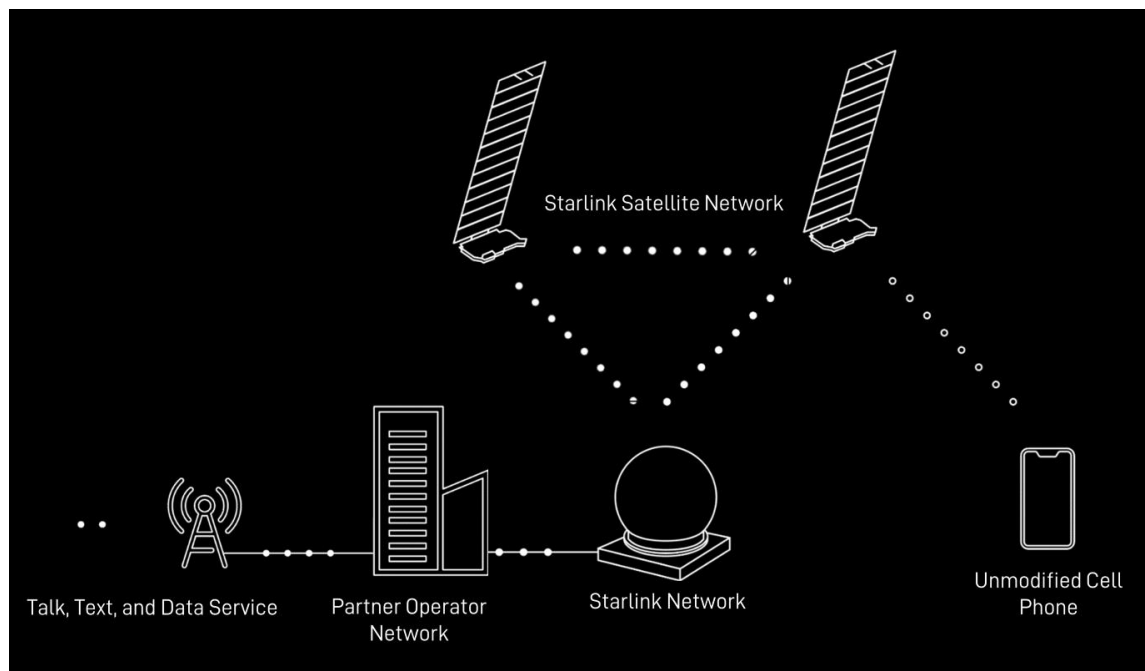 Starlink Satellite Network
Talk, Text, and Data Service
Partner Operator
Network
Starlink Network
Unmodified Cell
Phone